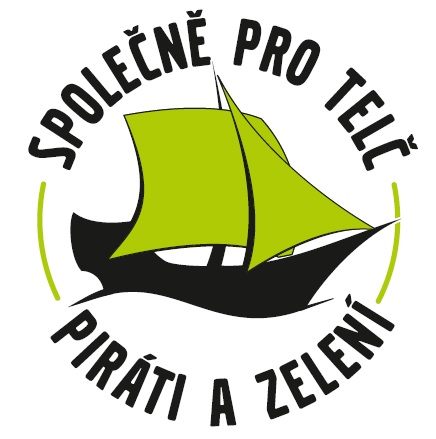 SPOLEČNĚ PRO TELČ
PIRÁTI A ZELENÍ